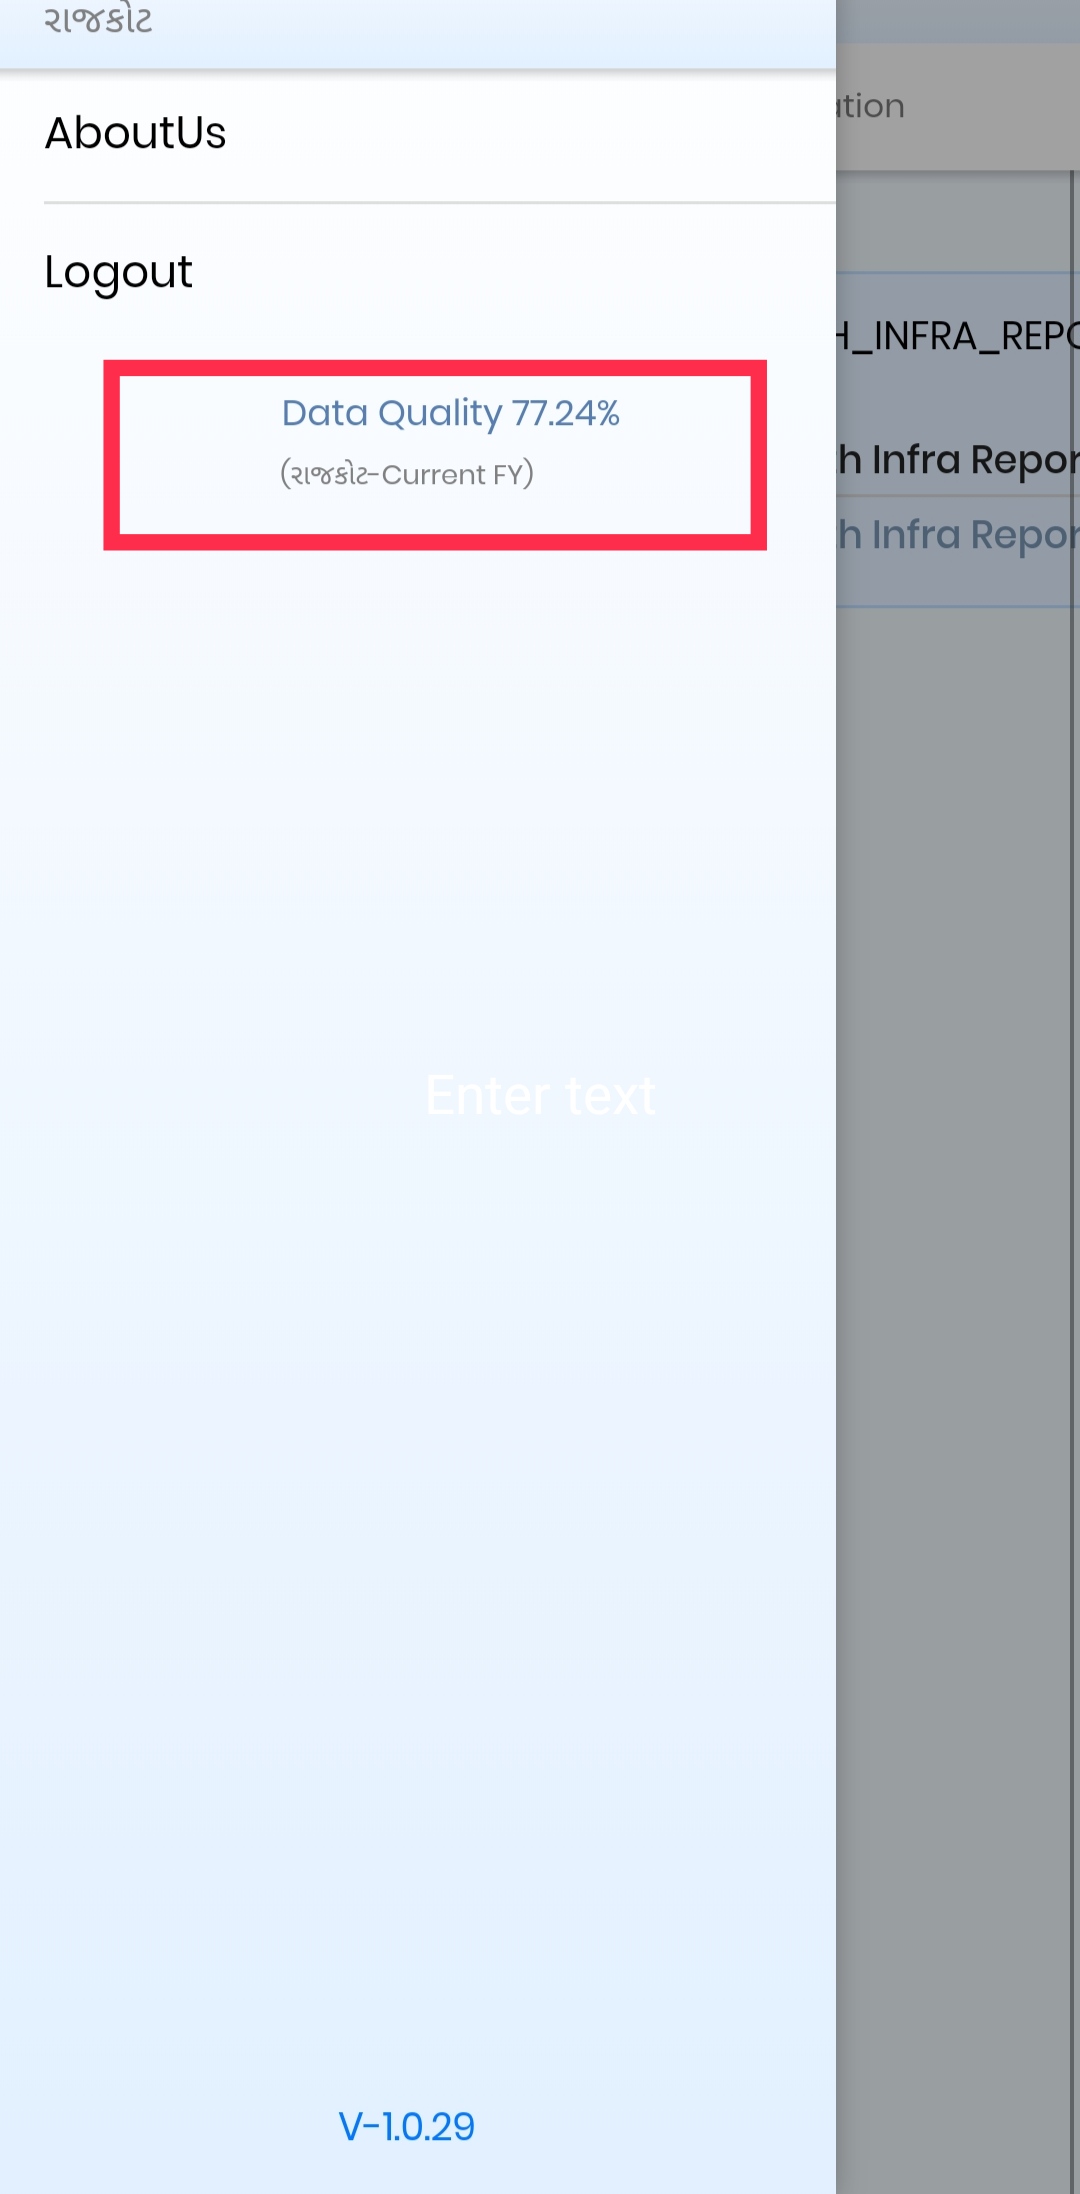 રાજકોટ
ation
AboutUs
Logout
H_INFRA_REPO
Data Quality 77.24%
(રાજકોટ-Current FY)
h Infra Repor
h Infra Repor
Enter text
V-1.0.29